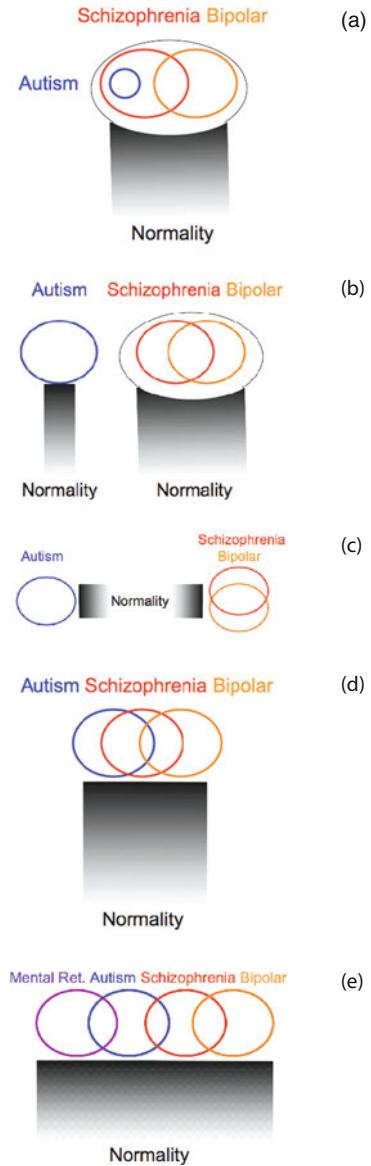 Schizophrenia Bipolar (a)
Autism
Normality
Autism Schizophrenia Bipolar (b)
Normality Normality
Schizophrenia (c)
Autism Bipolar
Normality
Autism Schizophrenia Bipolar (d)
Normality
Mental Ret. Autism Schizophrenia Bipolar (e)
Normality